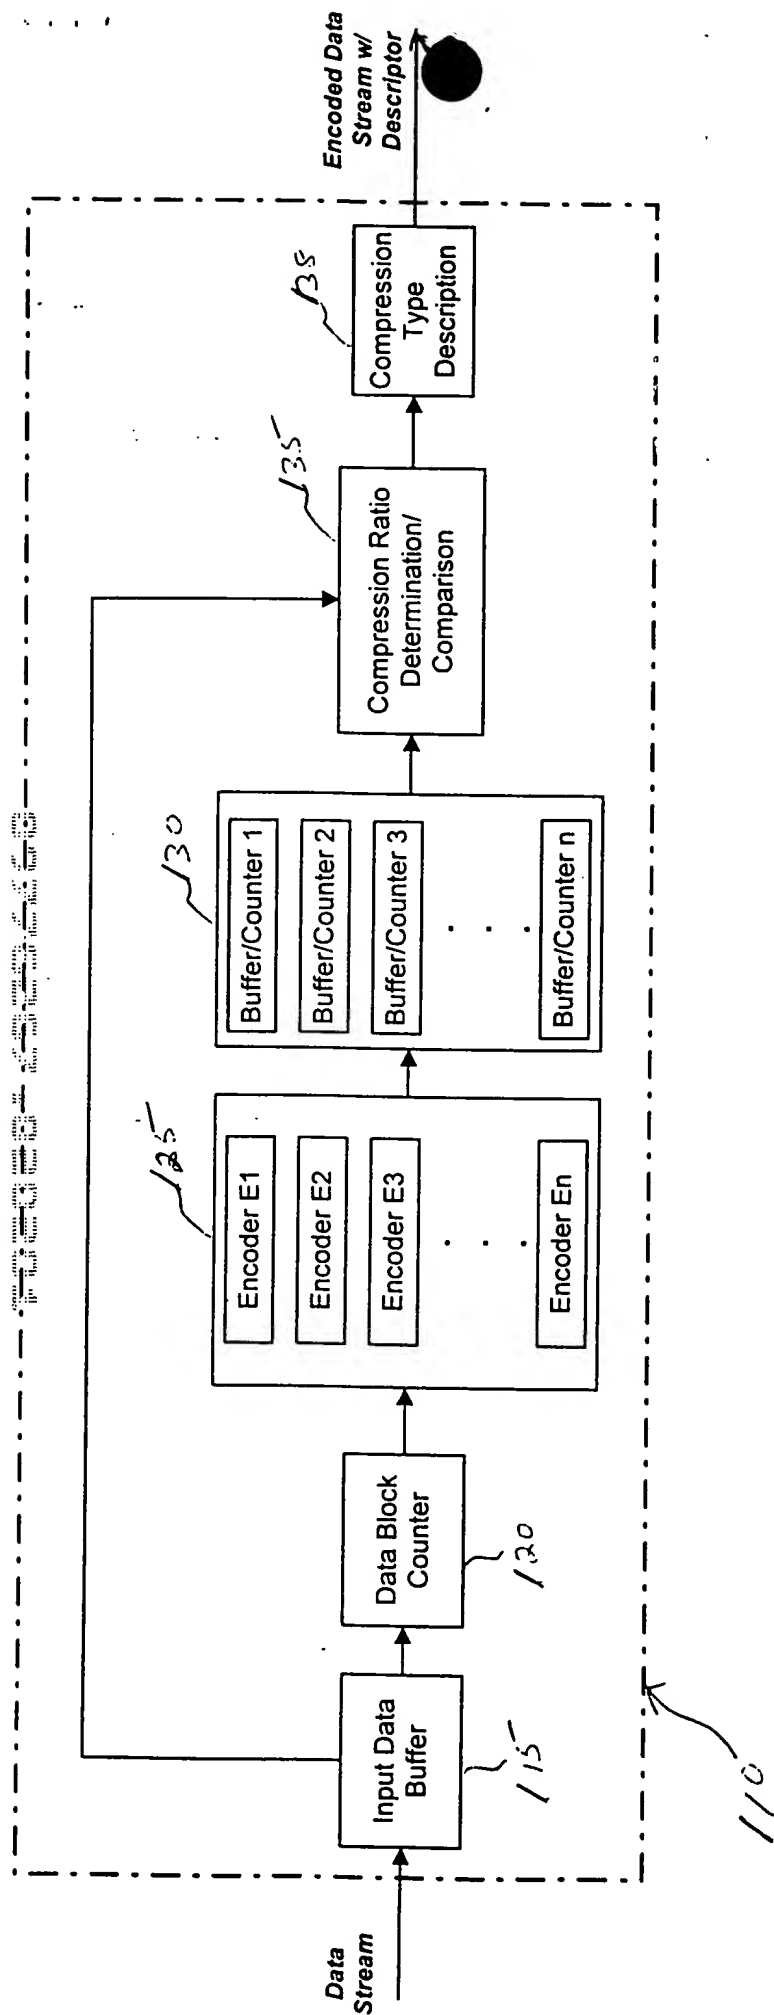 Data
Stream
Input Data
Buffer
115
Data Block
Counter
120
125
Encoder E1
Encoder E2
Encoder E3
. . .
Encoder En
130
Buffer/Counter 1
Buffer/Counter 2
Buffer/Counter 3
. . .
Buffer/Counter n
135
Compression Ratio
Determination/
Comparison
138
Compression
Type
Description
Encoded Data
Stream w/
Descriptor
110